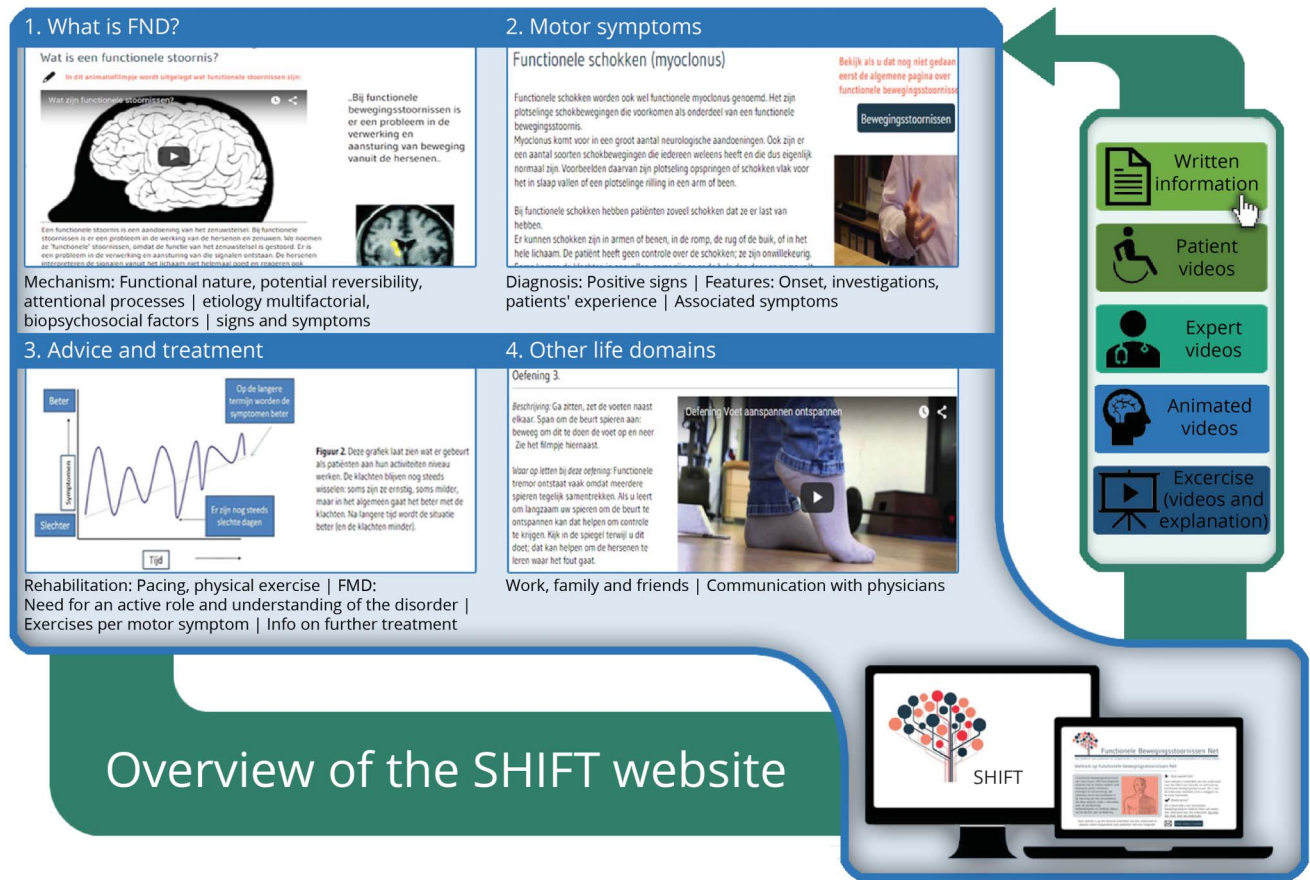 1. What is FND?
Wat is een functionele stoornis?
In dit animatiefilmpje wordt uitgelegd wat functionele stoornissen zijn:
Wat zijn functionele stoornissen?
..Bij functionele
bewegingsstoornissen is
er een probleem in de
verwerking en
aansturing van beweging
vanuit de hersenen..
Een functionele stoornis is een aandoening van het zenuwstelsel. Bij functionele
stoornissen is er een probleem in de werking van de hersenen en zenuwen. We noemen
ze "functionele" stoornissen, omdat de functie van het zenuwstelsel is gestoord. Er is
een probleem in de verwerking en aansturing van die signalen ontstaan. De hersenen
interpreteren de signalen vanuit het lichaam niet helemaal goed en reageren ook
Mechanism: Functional nature, potential reversibility,
attentional processes | etiology multifactorial,
biopsychosocial factors | signs and symptoms
2. Motor symptoms
Functionele schokken (myoclonus)
Functionele schokken worden ook wel functionele myoclonus genoemd. Het zijn
plotselinge schokbewegingen die voorkomen als onderdeel van een functionele
bewegingsstoornis.
Myoclonus komt voor in een groot aantal neurologische aandoeningen. Ook zijn er
een aantal soorten schokbewegingen die iedereen weleens heeft en die dus eigenlijk
normaal zijn. Voorbeelden daarvan zijn plotseling opspringen of schokken vlak voor
het in slaap vallen of een plotselinge rilling in een arm of been.
Bij functionele schokken hebben patiënten zoveel schokken dat ze er last van
hebben.
Er kunnen schokken zijn in armen of benen, in de romp, de rug of de buik, of in het
hele lichaam. De patiënt heeft geen controle over de schokken; ze zijn onwillekeurig.
Bekijk als u dat nog niet gedaan
eerst de algemene pagina over
functionele bewegingsstoornisse
Bewegingsstoornissen
Diagnosis: Positive signs | Features: Onset, investigations,
patients' experience | Associated symptoms
3. Advice and treatment
Beter
Symptomen
Slechter
Tijd
Op de langere
termijn worden de
symptomen beter
Er zijn nog steeds
slechte dagen
Figuur 2. Deze grafiek laat zien wat er gebeurt
als patiënten aan hun activiteiten niveau
werken. De klachten blijven nog steeds
wisselen: soms zijn ze ernstig, soms milder,
maar in het algemeen gaat het beter met de
klachten. Na langere tijd wordt de situatie
beter (en de klachten minder).
Rehabilitation: Pacing, physical exercise | FMD:
Need for an active role and understanding of the disorder |
Exercises per motor symptom | Info on further treatment
4. Other life domains
Oefening 3.
Beschrijving: Ga zitten, zet de voeten naast
elkaar. Span om de beurt spieren aan:
beweeg om dit te doen de voet op en neer
Zie het filmpje hiernaast.
Waar op letten bij deze oefening: Functionele
tremor ontstaat vaak omdat meerdere
spieren tegelijk samentrekken. Als u leert
om langzaam uw spieren om de beurt te
ontspannen kan dat helpen om controle
te krijgen. Kijk in de spiegel terwijl u dit
doet; dat kan helpen om de hersenen te
leren waar het fout gaat.
Oefening Voet aanspannen ontspannen
Work, family and friends | Communication with physicians
Written
information
Patient
videos
Expert
videos
Animated
videos
Excercise
(videos and
explanation)
Overview of the SHIFT website
SHIFT
Functionele Bewegingsstoornissen Net
Welkom op functionele bewegingsstoornissen Net